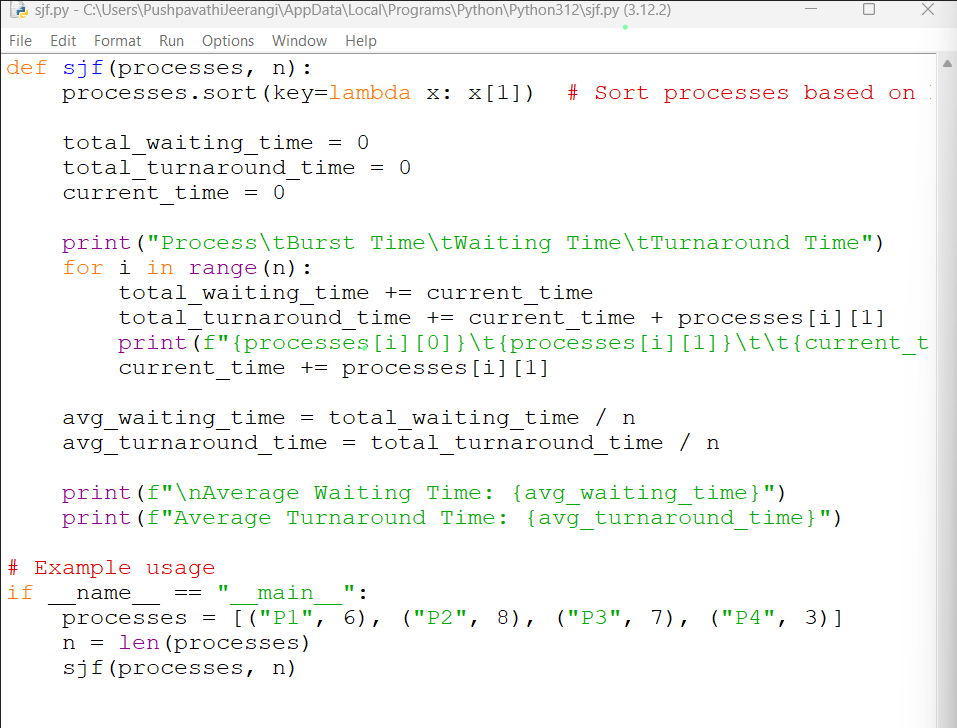 sjf.py - C:\Users\PushpavathiJeerangi\AppData\Local\Programs\Python\Python312\sjf.py (3.12.2)
File Edit Format Run Options Window Help
def sjf(processes, n):
    processes.sort(key=lambda x: x[1])  # Sort processes based on

    total_waiting_time = 0
    total_turnaround_time = 0
    current_time = 0

    print("Process\tBurst Time\tWaiting Time\tTurnaround Time")
    for i in range(n):
        total_waiting_time += current_time
        total_turnaround_time += current_time + processes[i][1]
        print(f"{processes[i][0]}\t{processes[i][1]}\t\t{current_t
        current_time += processes[i][1]

    avg_waiting_time = total_waiting_time / n
    avg_turnaround_time = total_turnaround_time / n

    print(f"\nAverage Waiting Time: {avg_waiting_time}")
    print(f"Average Turnaround Time: {avg_turnaround_time}")

# Example usage
if __name__ == "__main__":
    processes = [("P1", 6), ("P2", 8), ("P3", 7), ("P4", 3)]
    n = len(processes)
    sjf(processes, n)